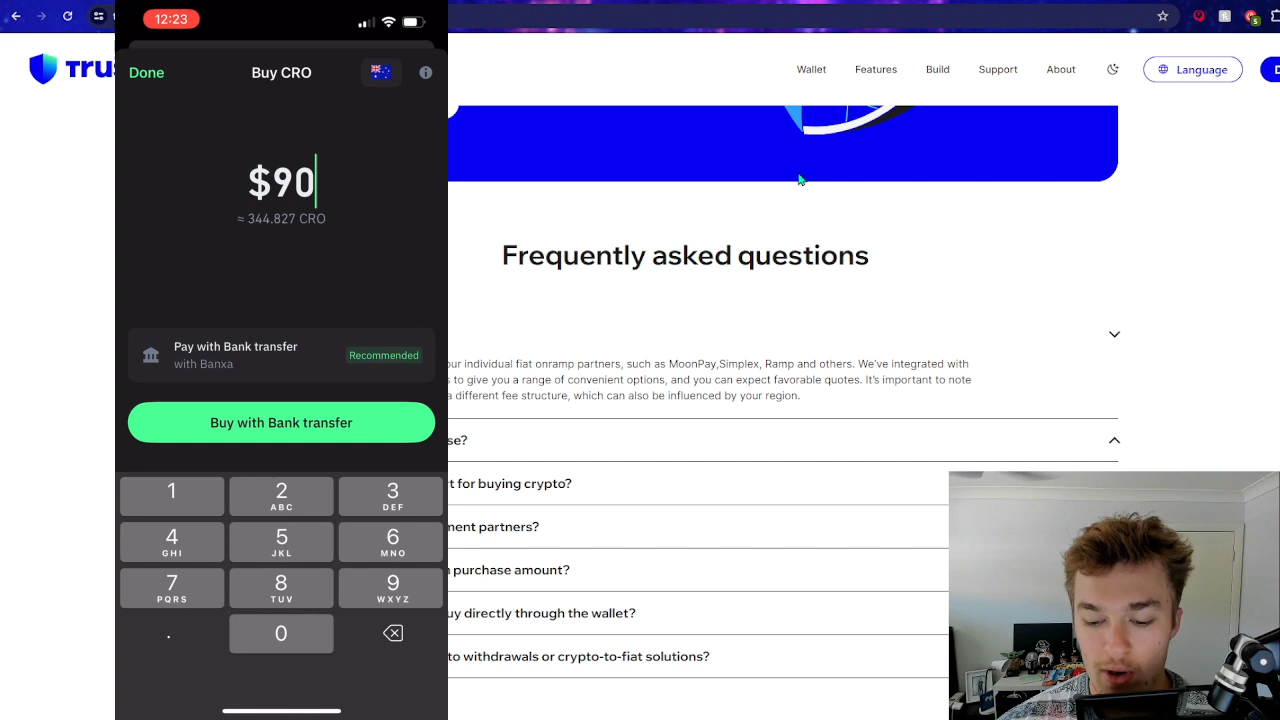 12:23
Done
Buy CRO
$90
≈ 344.827 CRO
Pay with Bank transfer
with Banxa
Recommended
Buy with Bank transfer
1
2
ABC
3
DEF
4
GHI
5
JKL
6
MNO
7
PQRS
8
TUV
9
WXYZ
.
0
Wallet
Features
Build
Support
About
Language
Frequently asked questions
our individual fiat onramp partners, such as MoonPay,Simplex, Ramp and others. We've integrated with
to give you a range of convenient options, and you can expect favorable quotes. It's important to note
a different fee structure, which can also be influenced by your region.
t for buying crypto?
purchase amount?
directly through the wallet?
to withdrawals or crypto-to-fiat solutions?